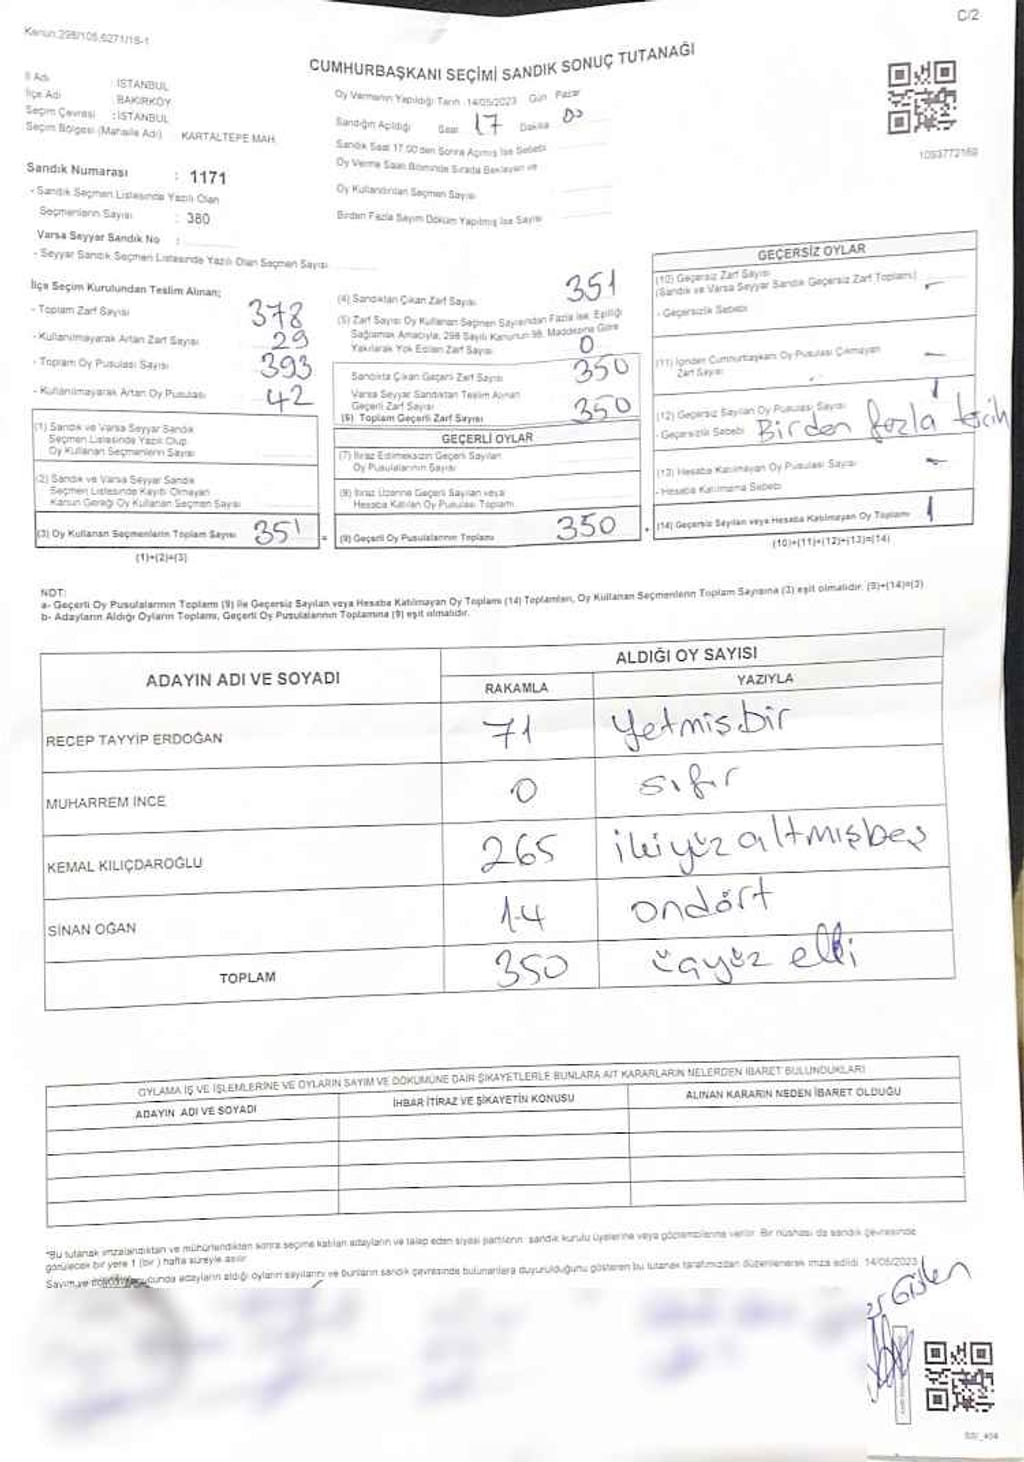 C/2
Kanun:298/105,6271/18-1
CUMHURBAŞKANI SEÇİMİ SANDIK SONUÇ TUTANAĞI
İl Adı : İSTANBUL
İlçe Adı : BAKIRKÖY
Seçim Çevresi : İSTANBUL
Seçim Bölgesi (Mahalle Adı) KARTALTEPE MAH.
Oy Vermenin Yapıldığı Tarih :14/05/2023 Gün Pazar
Sandığın Açıldığı Saat 17 Dakika 00
Sandık Saat 17.00'den Sonra Açılmış İse Sebebi
Oy Verme Saati Bitiminde Sırada Bekleyen ve
Oy Kullandırılan Seçmen Sayısı
Birden Fazla Sayım Döküm Yapılmış İse Sayısı
1093772169
Sandık Numarası : 1171
- Sandık Seçmen Listesinde Yazılı Olan
Seçmenlerin Sayısı : 380
Varsa Seyyar Sandık No :
- Seyyar Sandık Seçmen Listesinde Yazılı Olan Seçmen Sayısı
İlçe Seçim Kurulundan Teslim Alınan;
- Toplam Zarf Sayısı 378
- Kullanılmayarak Artan Zarf Sayısı 29
- Toplam Oy Pusulası Sayısı 393
- Kullanılmayarak Artan Oy Pusulası 42
(1) Sandık ve Varsa Seyyar Sandık
Seçmen Listesinde Yazılı Olup
Oy Kullanan Seçmenlerin Sayısı
(2) Sandık ve Varsa Seyyar Sandık
Seçmen Listesinde Kayıtlı Olmayan
Kanun Gereği Oy Kullanan Seçmen Sayısı
(3) Oy Kullanan Seçmenlerin Toplam Sayısı 351 =
(1)+(2)=(3)
(4) Sandıktan Çıkan Zarf Sayısı 351
(5) Zarf Sayısı Oy Kullanan Seçmen Sayısından Fazla İse, Eşitliği
Sağlamak Amacıyla, 298 Sayılı Kanunun 98. Maddesine Göre
Yakılarak Yok Edilen Zarf Sayısı 0
Sandıkta Çıkan Geçerli Zarf Sayısı 350
Varsa Seyyar Sandıktan Teslim Alınan
Geçerli Zarf Sayısı
(6) Toplam Geçerli Zarf Sayısı 350
GEÇERLİ OYLAR
(7) İtiraz Edilmeksizin Geçerli Sayılan
Oy Pusulalarının Sayısı
(8) İtiraz Üzerine Geçerli Sayılan veya
Hesaba Katılan Oy Pusulası Toplamı
(9) Geçerli Oy Pusulalarının Toplamı 350 +
GEÇERSİZ OYLAR
(10) Geçersiz Zarf Sayısı
(Sandık ve Varsa Seyyar Sandık Geçersiz Zarf Toplamı) -
- Geçersizlik Sebebi
(11) İçinden Cumhurbaşkanı Oy Pusulası Çıkmayan
Zarf Sayısı -
(12) Geçersiz Sayılan Oy Pusulası Sayısı 1
- Geçersizlik Sebebi Birden fazla tercih
(13) Hesaba Katılmayan Oy Pusulası Sayısı -
- Hesaba Katılmama Sebebi
(14) Geçersiz Sayılan veya Hesaba Katılmayan Oy Toplamı 1
(10)+(11)+(12)+(13)=(14)
NOT:
a- Geçerli Oy Pusulalarının Toplamı (9) ile Geçersiz Sayılan veya Hesaba Katılmayan Oy Toplamı (14) Toplamları, Oy Kullanan Seçmenlerin Toplam Sayısına (3) eşit olmalıdır. (9)+(14)=(3)
b- Adayların Aldığı Oyların Toplamı, Geçerli Oy Pusulalarının Toplamına (9) eşit olmalıdır.
ADAYIN ADI VE SOYADI
ALDIĞI OY SAYISI
RAKAMLA YAZIYLA
RECEP TAYYİP ERDOĞAN 71 yetmişbir
MUHARREM İNCE 0 sıfır
KEMAL KILIÇDAROĞLU 265 ikiyüzaltmışbeş
SİNAN OĞAN 14 ondört
TOPLAM 350 üçyüz elli
OYLAMA İŞ VE İŞLEMLERİNE VE OYLARIN SAYIM VE DÖKÜMÜNE DAİR ŞİKAYETLERLE BUNLARA AİT KARARLARIN NELERDEN İBARET BULUNDUKLARI
ADAYIN ADI VE SOYADI İHBAR İTİRAZ VE ŞİKAYETİN KONUSU ALINAN KARARIN NEDEN İBARET OLDUĞU
*Bu tutanak imzalandıktan ve mühürlendikten sonra seçime katılan adayların ve talep eden siyasi partilerin sandık kurulu üyelerine veya gözlemcilerine verilir. Bir nüshası da sandık çevresinde
görülecek bir yere 1 (bir) hafta süreyle asılır.
Sayım ve adayların aldığı oyların sayılarını ve bunların sandık çevresinde bulunanlara duyurulduğunu gösteren bu tutanak tarafımızdan düzenlenerek imza edildi. 14/05/2023